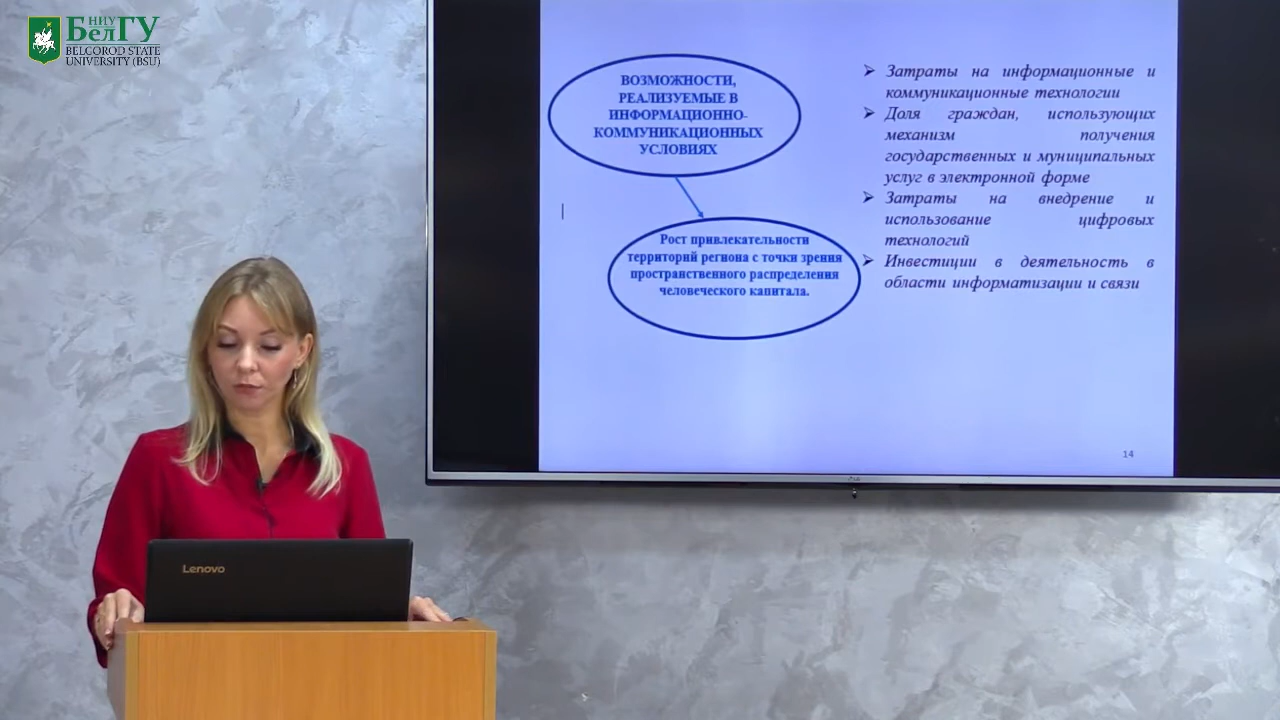 НИУ
БелГУ
BELGOROD STATE
UNIVERSITY (BSU)
ВОЗМОЖНОСТИ,
РЕАЛИЗУЕМЫЕ В
ИНФОРМАЦИОННО-
КОММУНИКАЦИОННЫХ
УСЛОВИЯХ
Рост привлекательности
территорий региона с точки зрения
пространственного распределения
человеческого капитала.
Затраты на информационные и
коммуникационные технологии
Доля граждан, использующих
механизм получения
государственных и муниципальных
услуг в электронной форме
Затраты на внедрение и
использование цифровых
технологий
Инвестиции в деятельность в
области информатизации и связи
14
Lenovo